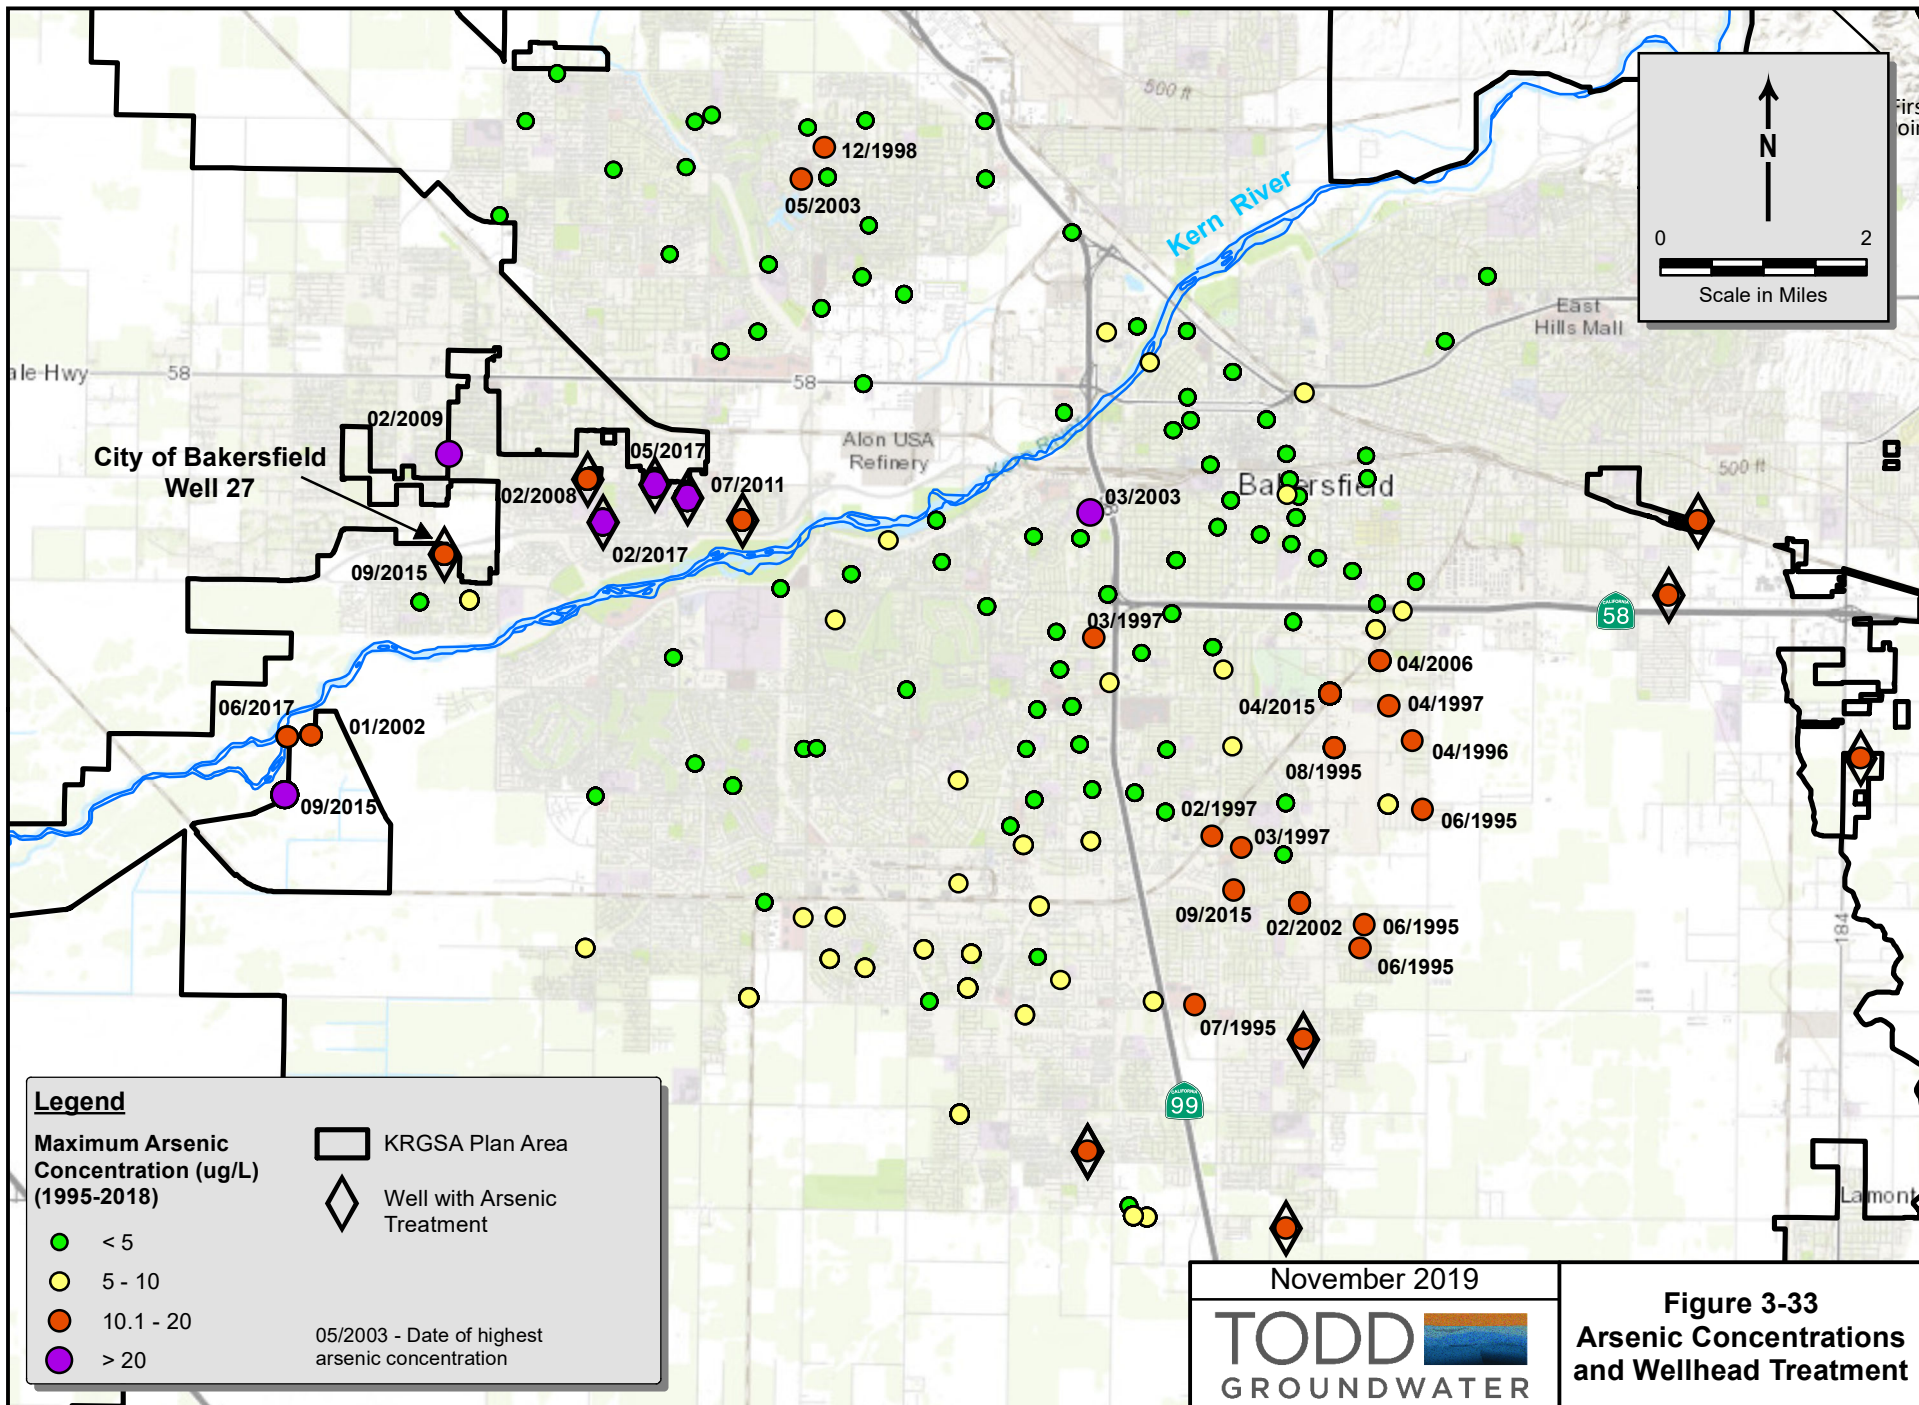 500 ft
Firs
oin
N
0 2
Scale in Miles
12/1998
05/2003
Kern River
East
Hills Mall
ale Hwy
58
58
02/2009
City of Bakersfield
Well 27
05/2017
02/2008
07/2011
02/2017
09/2015
Alon USA
Refinery
03/2003
Bakersfield
500 ft
CALIFORNIA
58
03/1997
04/2006
04/2015
04/1997
04/1996
08/1995
06/2017
01/2002
09/2015
02/1997
03/1997
06/1995
09/2015
02/2002
06/1995
06/1995
184
07/1995
CALIFORNIA
99
Lamont
Legend
Maximum Arsenic
Concentration (ug/L)
(1995-2018)
< 5
5 - 10
10.1 - 20
> 20
KRGSA Plan Area
Well with Arsenic
Treatment
05/2003 - Date of highest
arsenic concentration
November 2019
TODD
GROUNDWATER
Figure 3-33
Arsenic Concentrations
and Wellhead Treatment